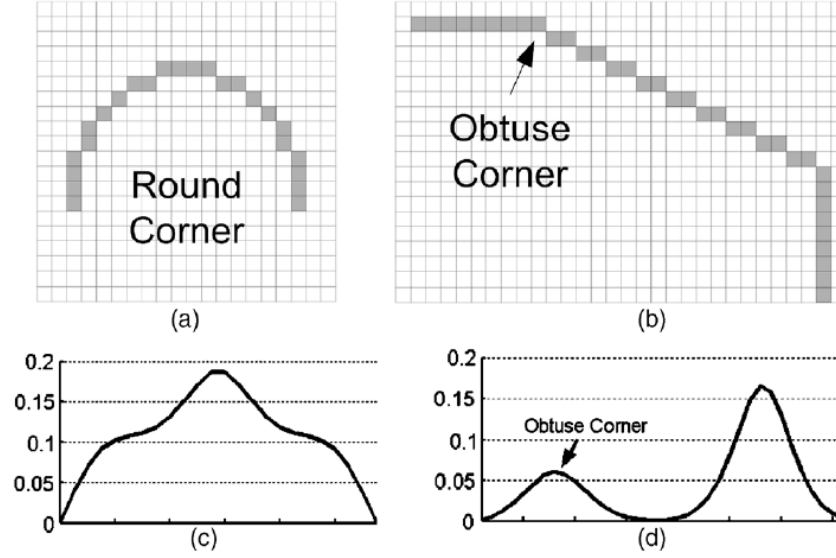 Round
Corner
(a)
Obtuse
Corner
(b)
0.2
0.15
0.1
0.05
0
(c)
0.2
0.15
0.1
0.05
0
Obtuse Corner
(d)